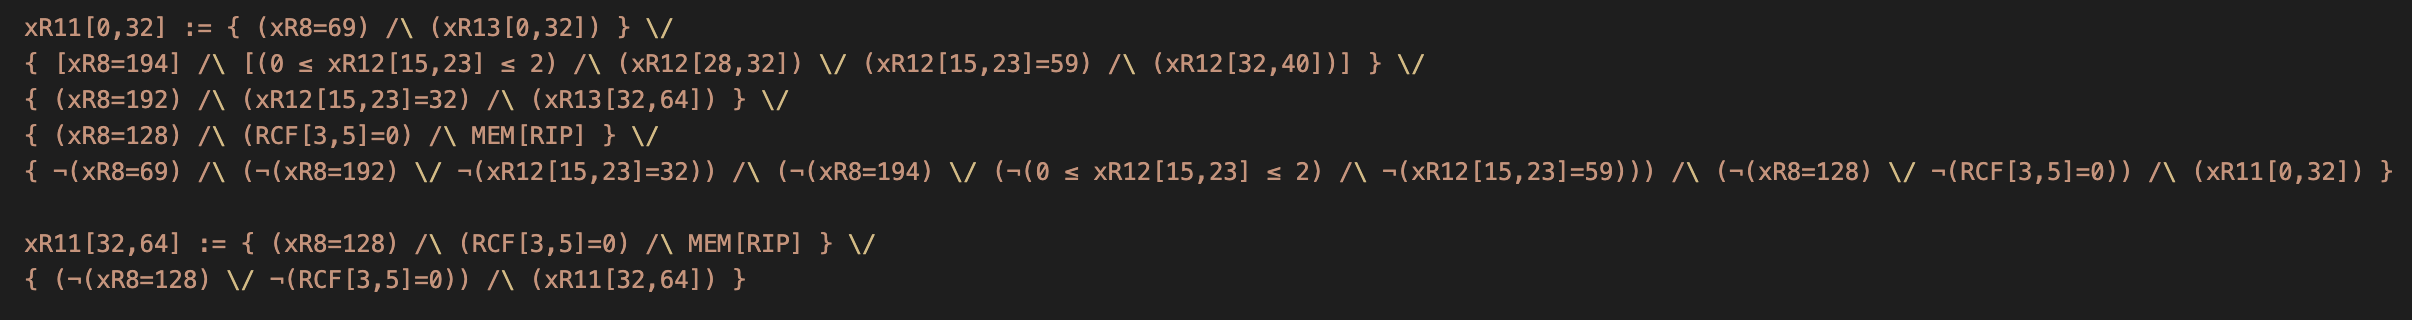 xR11[0,32] := { (xR8=69) /\ (xR13[0,32]) } \/
{ [xR8=194] /\ [(0 ≤ xR12[15,23] ≤ 2) /\ (xR12[28,32]) \/ (xR12[15,23]=59) /\ (xR12[32,40])] } \/
{ (xR8=192) /\ (xR12[15,23]=32) /\ (xR13[32,64]) } \/
{ (xR8=128) /\ (RCF[3,5]=0) /\ MEM[RIP] } \/
{ ¬(xR8=69) /\ (¬(xR8=192) \/ ¬(xR12[15,23]=32)) /\ (¬(xR8=194) \/ (¬(0 ≤ xR12[15,23] ≤ 2) /\ ¬(xR12[15,23]=59))) /\ (¬(xR8=128) \/ ¬(RCF[3,5]=0)) /\ (xR11[0,32]) }
xR11[32,64] := { (xR8=128) /\ (RCF[3,5]=0) /\ MEM[RIP] } \/
{ (¬(xR8=128) \/ ¬(RCF[3,5]=0)) /\ (xR11[32,64]) }